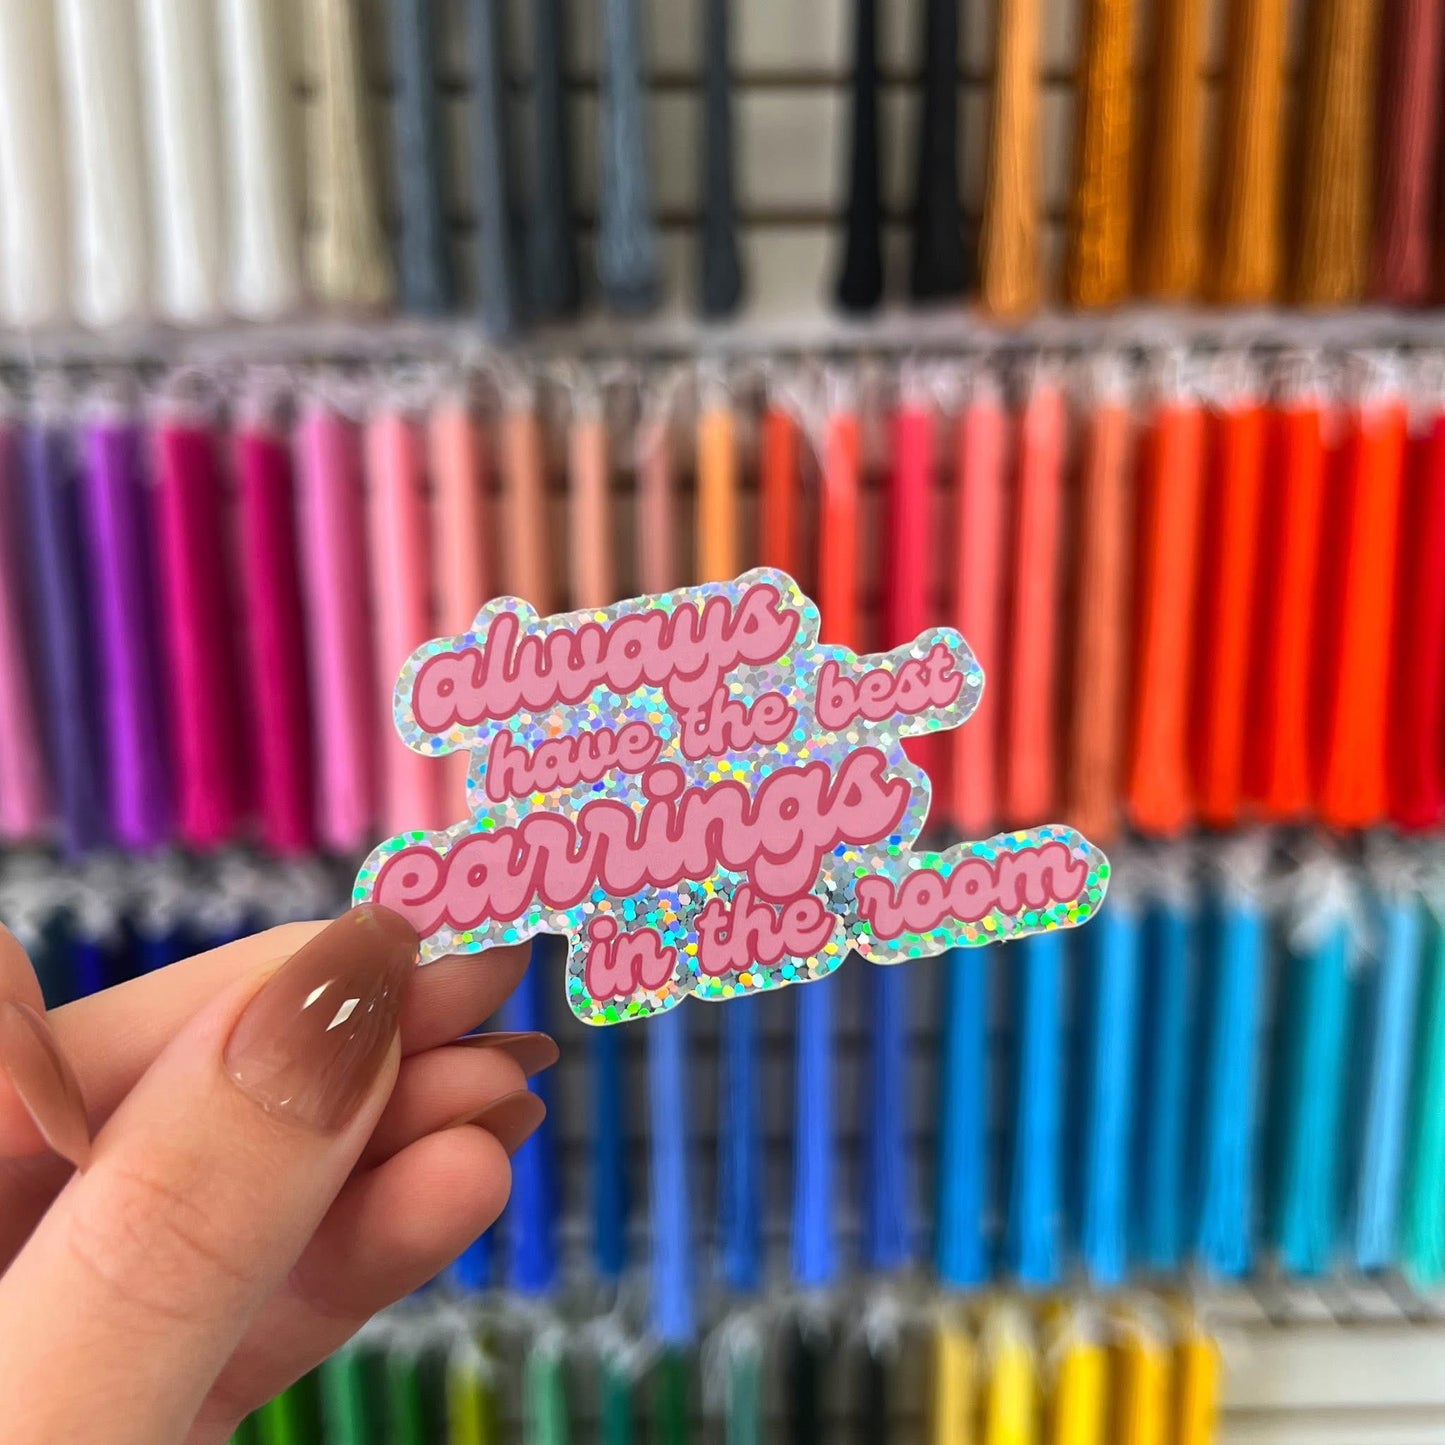 always
have the best
earrings
in the room